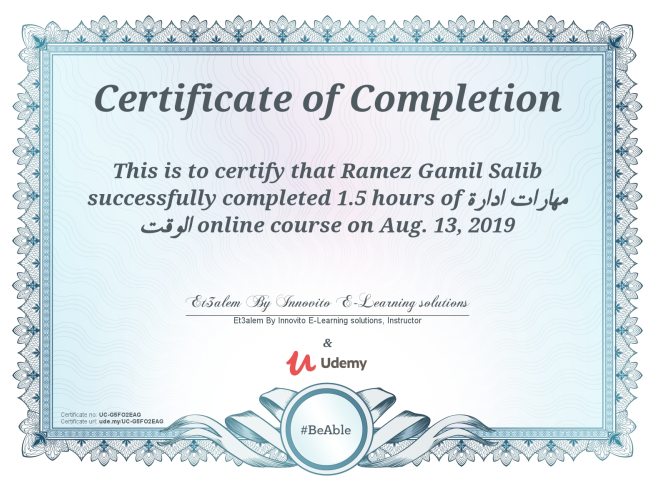 Certificate of Completion
This is to certify that Ramez Gamil Salib
successfully completed 1.5 hours of مهارات ادارة
الوقت online course on Aug. 13, 2019
Et3alem By Innovito E-Learning solutions
Et3alem By Innovito E-Learning solutions, Instructor
&
Udemy
#BeAble
Certificate no: UC-G5FO2EAG
Certificate url: ude.my/UC-G5FO2EAG